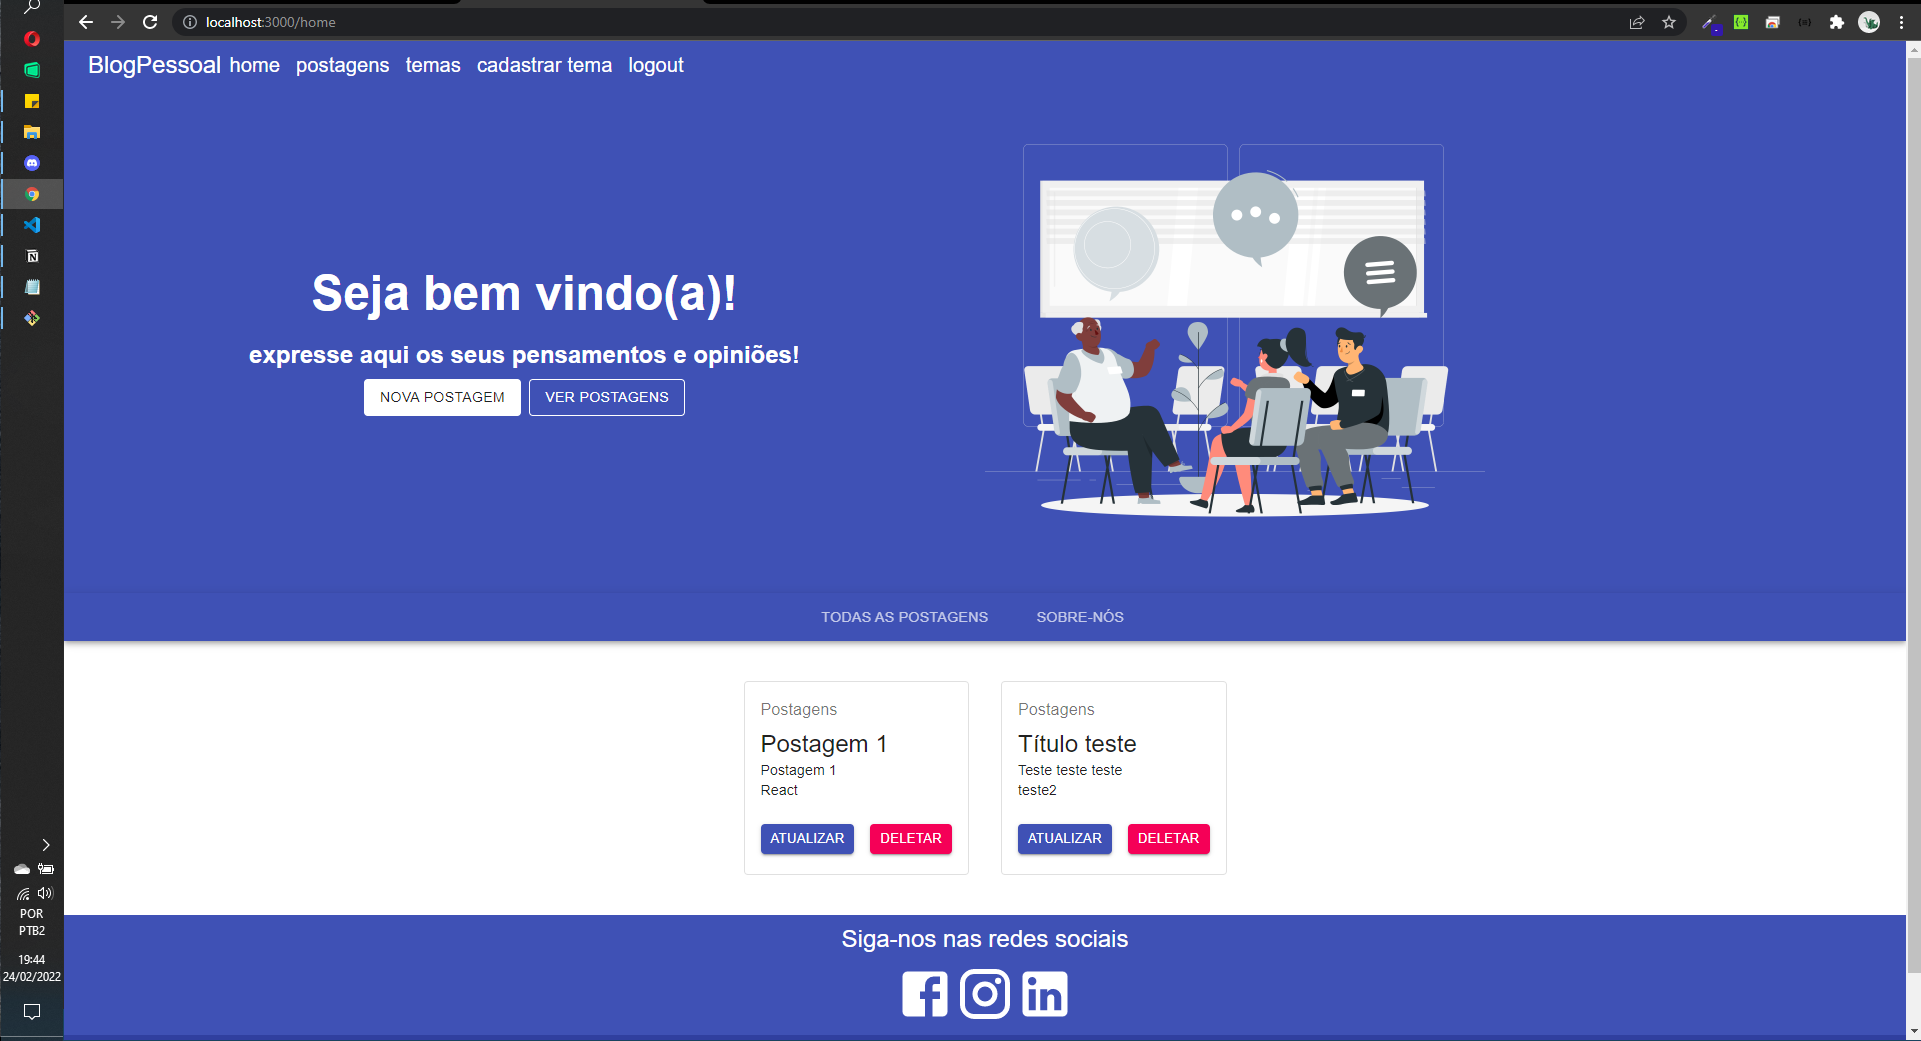 localhost:3000/home
BlogPessoal home postagens temas cadastrar tema logout
Seja bem vindo(a)!
expresse aqui os seus pensamentos e opiniões!
NOVA POSTAGEM VER POSTAGENS
TODAS AS POSTAGENS SOBRE-NÓS
Postagens
Postagem 1
Postagem 1
React
ATUALIZAR DELETAR
Postagens
Título teste
Teste teste teste
teste2
ATUALIZAR DELETAR
Siga-nos nas redes sociais
POR
PTB2
19:44
24/02/2022